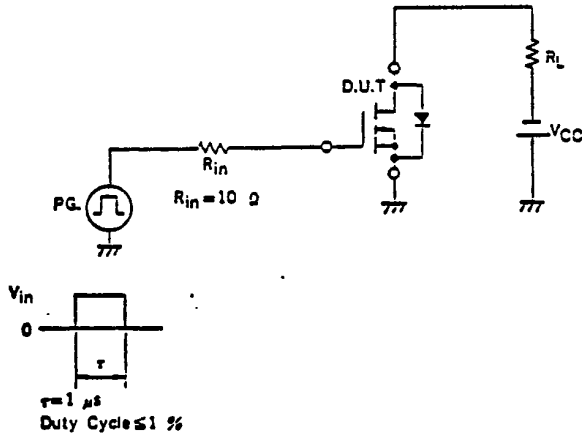 D.U.T
RL
VCC
Rin
PG.
Rin=10 Ω
Vin
0
τ
τ=1 μs
Duty Cycle≤1 %